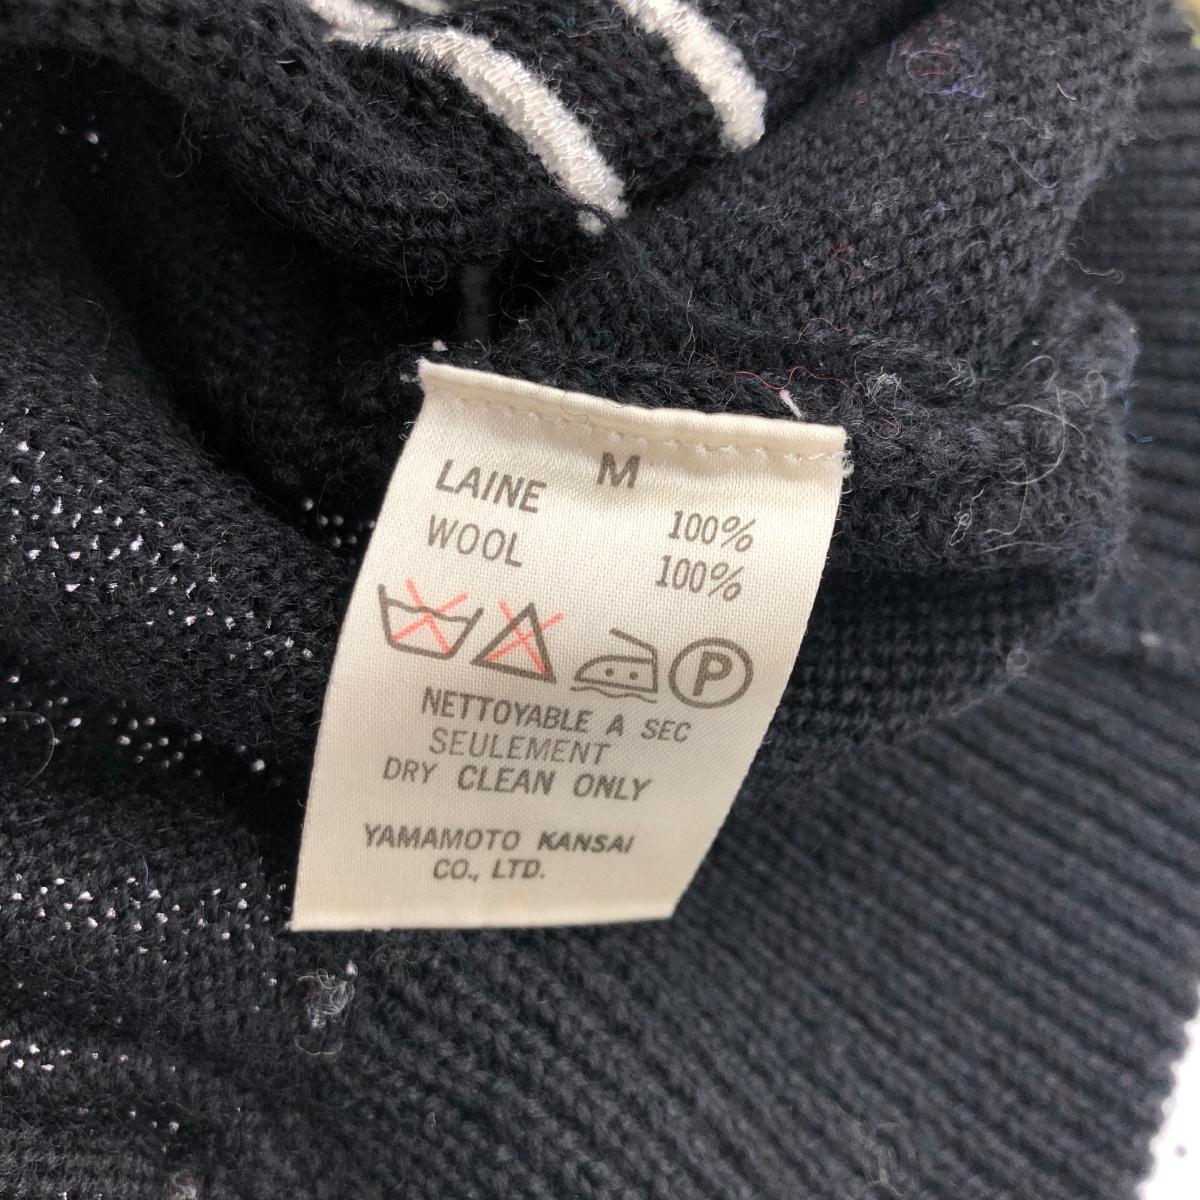 M
LAINE 100%
WOOL 100%
P
NETTOYABLE A SEC
SEULEMENT
DRY CLEAN ONLY
YAMAMOTO KANSAI
CO., LTD.